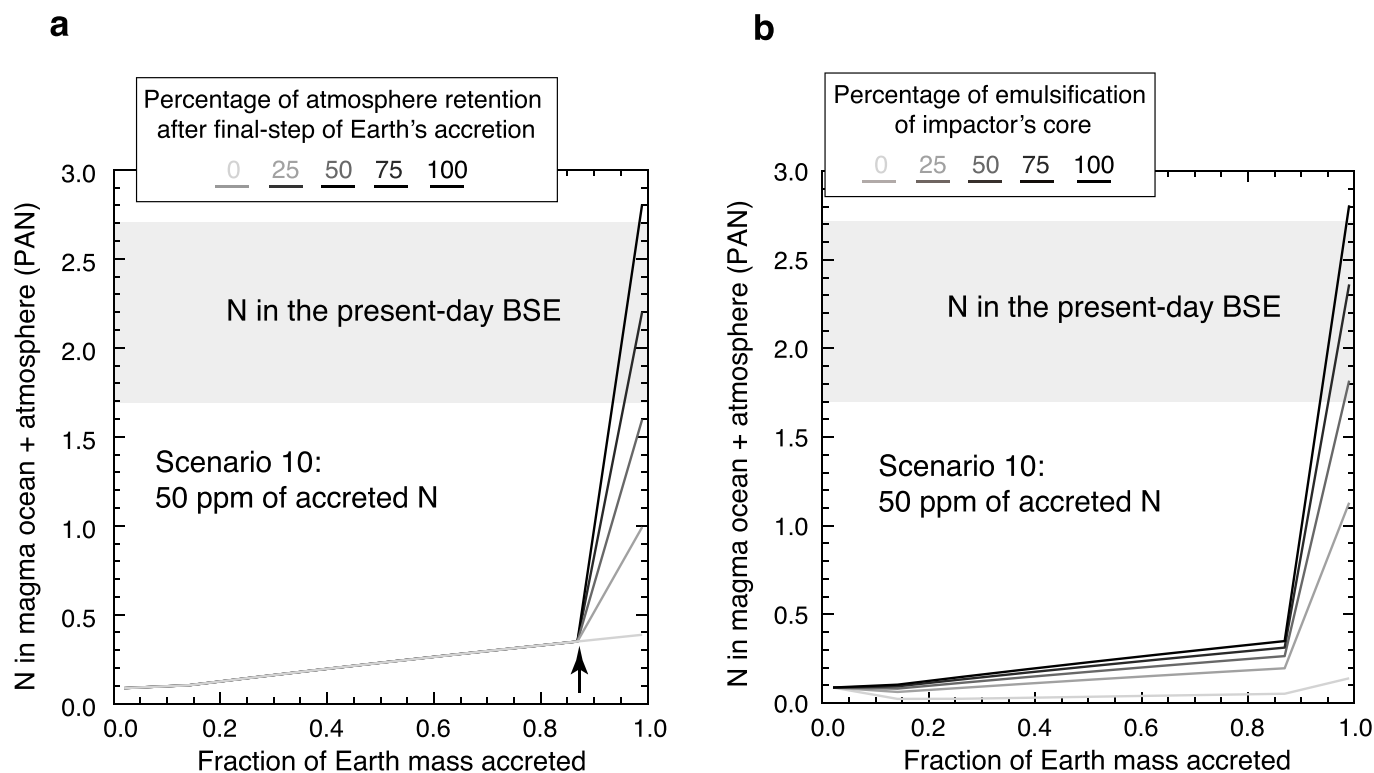 a
Percentage of atmosphere retention
after final-step of Earth's accretion
0 25 50 75 100
N in magma ocean + atmosphere (PAN)
3.0
2.5
2.0
1.5
1.0
0.5
0.0
N in the present-day BSE
Scenario 10:
50 ppm of accreted N
0.0 0.2 0.4 0.6 0.8 1.0
Fraction of Earth mass accreted
b
Percentage of emulsification
of impactor's core
0 25 50 75 100
N in magma ocean + atmosphere (PAN)
3.0
2.5
2.0
1.5
1.0
0.5
0.0
N in the present-day BSE
Scenario 10:
50 ppm of accreted N
0.0 0.2 0.4 0.6 0.8 1.0
Fraction of Earth mass accreted